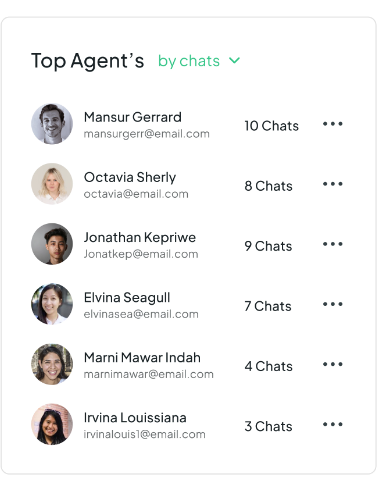 Top Agent’s by chats
Mansur Gerrard
mansurgerr@email.com
10 Chats
Octavia Sherly
octavia@email.com
8 Chats
Jonathan Kepriwe
Jonatkep@email.com
9 Chats
Elvina Seagull
elvinasea@email.com
7 Chats
Marni Mawar Indah
marnimawar@email.com
4 Chats
Irvina Louissiana
irvinalouis1@email.com
3 Chats